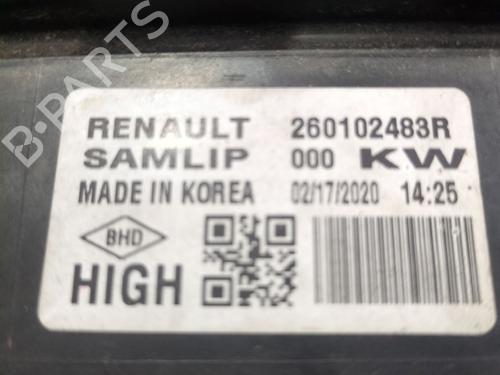 B-PARTS
RENAULT 260102483R
SAMLIP 000 KW
MADE IN KOREA 02/17/2020 14:25
BHD
HIGH